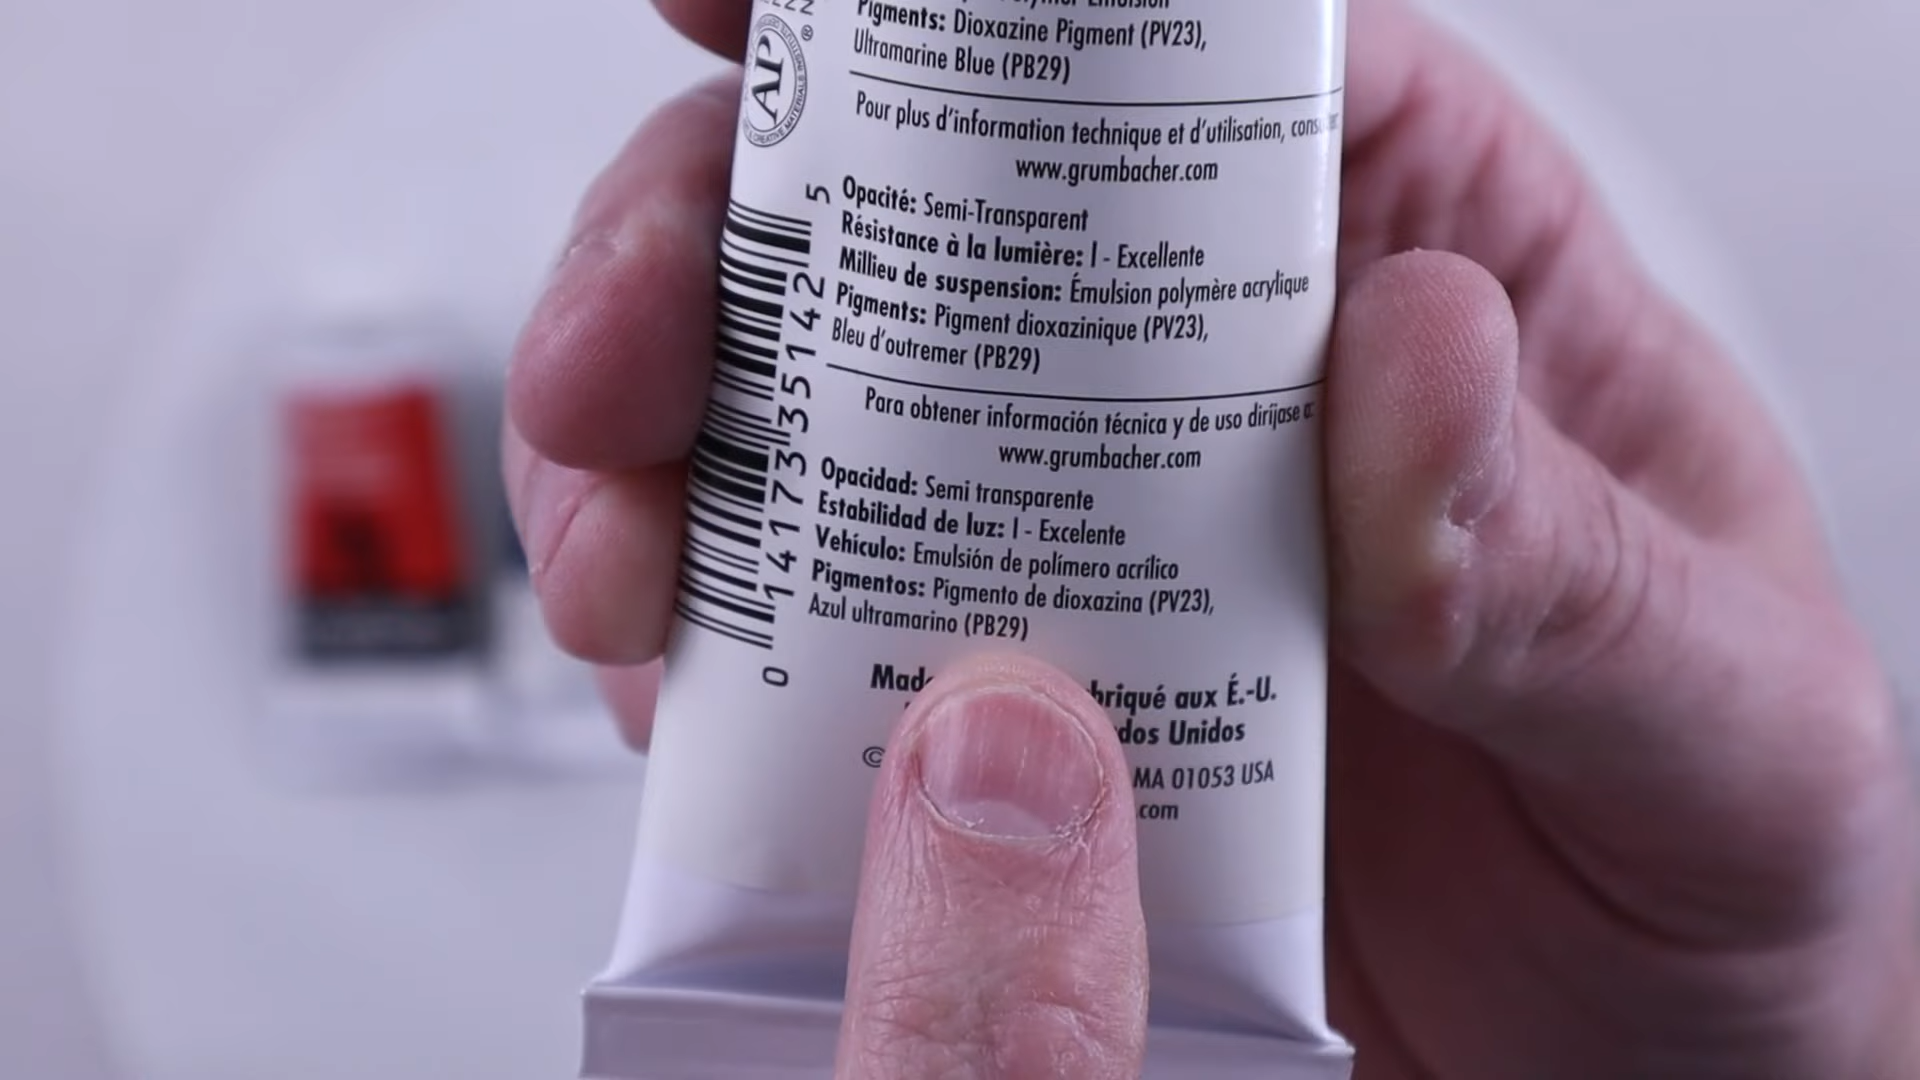 Pigments: Dioxazine Pigment (PV23),
Ultramarine Blue (PB29)
AP
®
Pour plus d'information technique et d'utilisation,
www.grumbacher.com
Opacité: Semi-Transparent
Résistance à la lumière: I - Excellente
Millieu de suspension: Émulsion polymère acrylique
Pigments: Pigment dioxazinique (PV23),
Bleu d'outremer (PB29)
Para obtener información técnica y de uso diríjase a:
www.grumbacher.com
Opacidad: Semi transparente
Estabilidad de luz: I - Excelente
Vehículo: Emulsión de polímero acrílico
Pigmentos: Pigmento de dioxazina (PV23),
Azul ultramarino (PB29)
0 14173 35142 5
briqué aux É.-U.
dos Unidos
© MA 01053 USA
.com